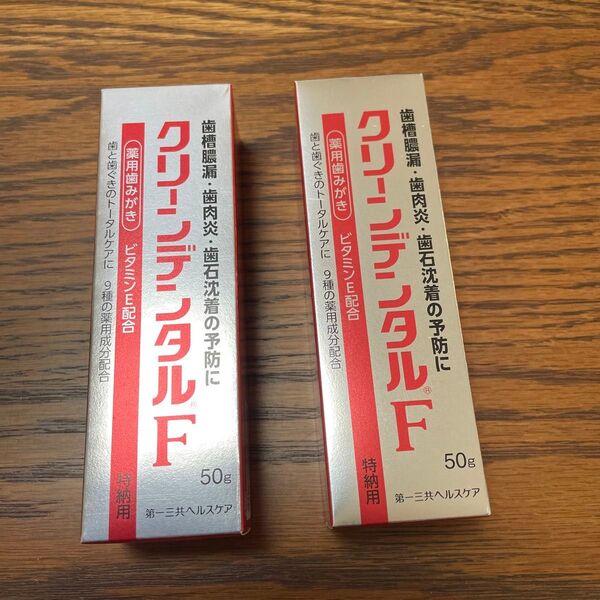 歯槽膿漏・歯肉炎・歯石沈着の予防に
クリーンデンタル®F
薬用歯みがき ビタミンE配合
歯と歯ぐきのトータルケアに 9種の薬用成分配合
特納用
50g
第一三共ヘルスケア
歯槽膿漏・歯肉炎・歯石沈着の予防に
クリーンデンタル®F
薬用歯みがき ビタミンE配合
歯と歯ぐきのトータルケアに 9種の薬用成分配合
特納用
50g
第一三共ヘルスケア